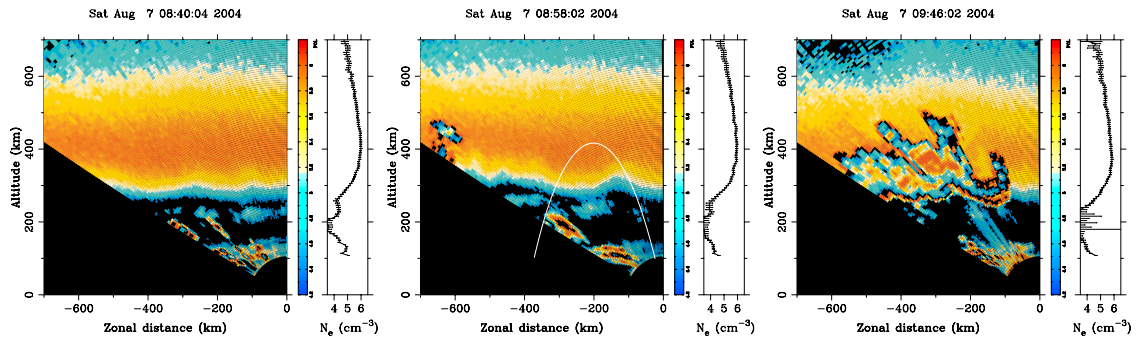 Sat Aug 7 08:40:04 2004
Sat Aug 7 08:58:02 2004
Sat Aug 7 09:46:02 2004
Altitude (km)
0 200 400 600
−600 −400 −200 0
Zonal distance (km)
4 5 6
Nₑ (cm⁻³)
Altitude (km)
0 200 400 600
−600 −400 −200 0
Zonal distance (km)
4 5 6
Nₑ (cm⁻³)
Altitude (km)
0 200 400 600
−600 −400 −200 0
Zonal distance (km)
4 5 6
Nₑ (cm⁻³)